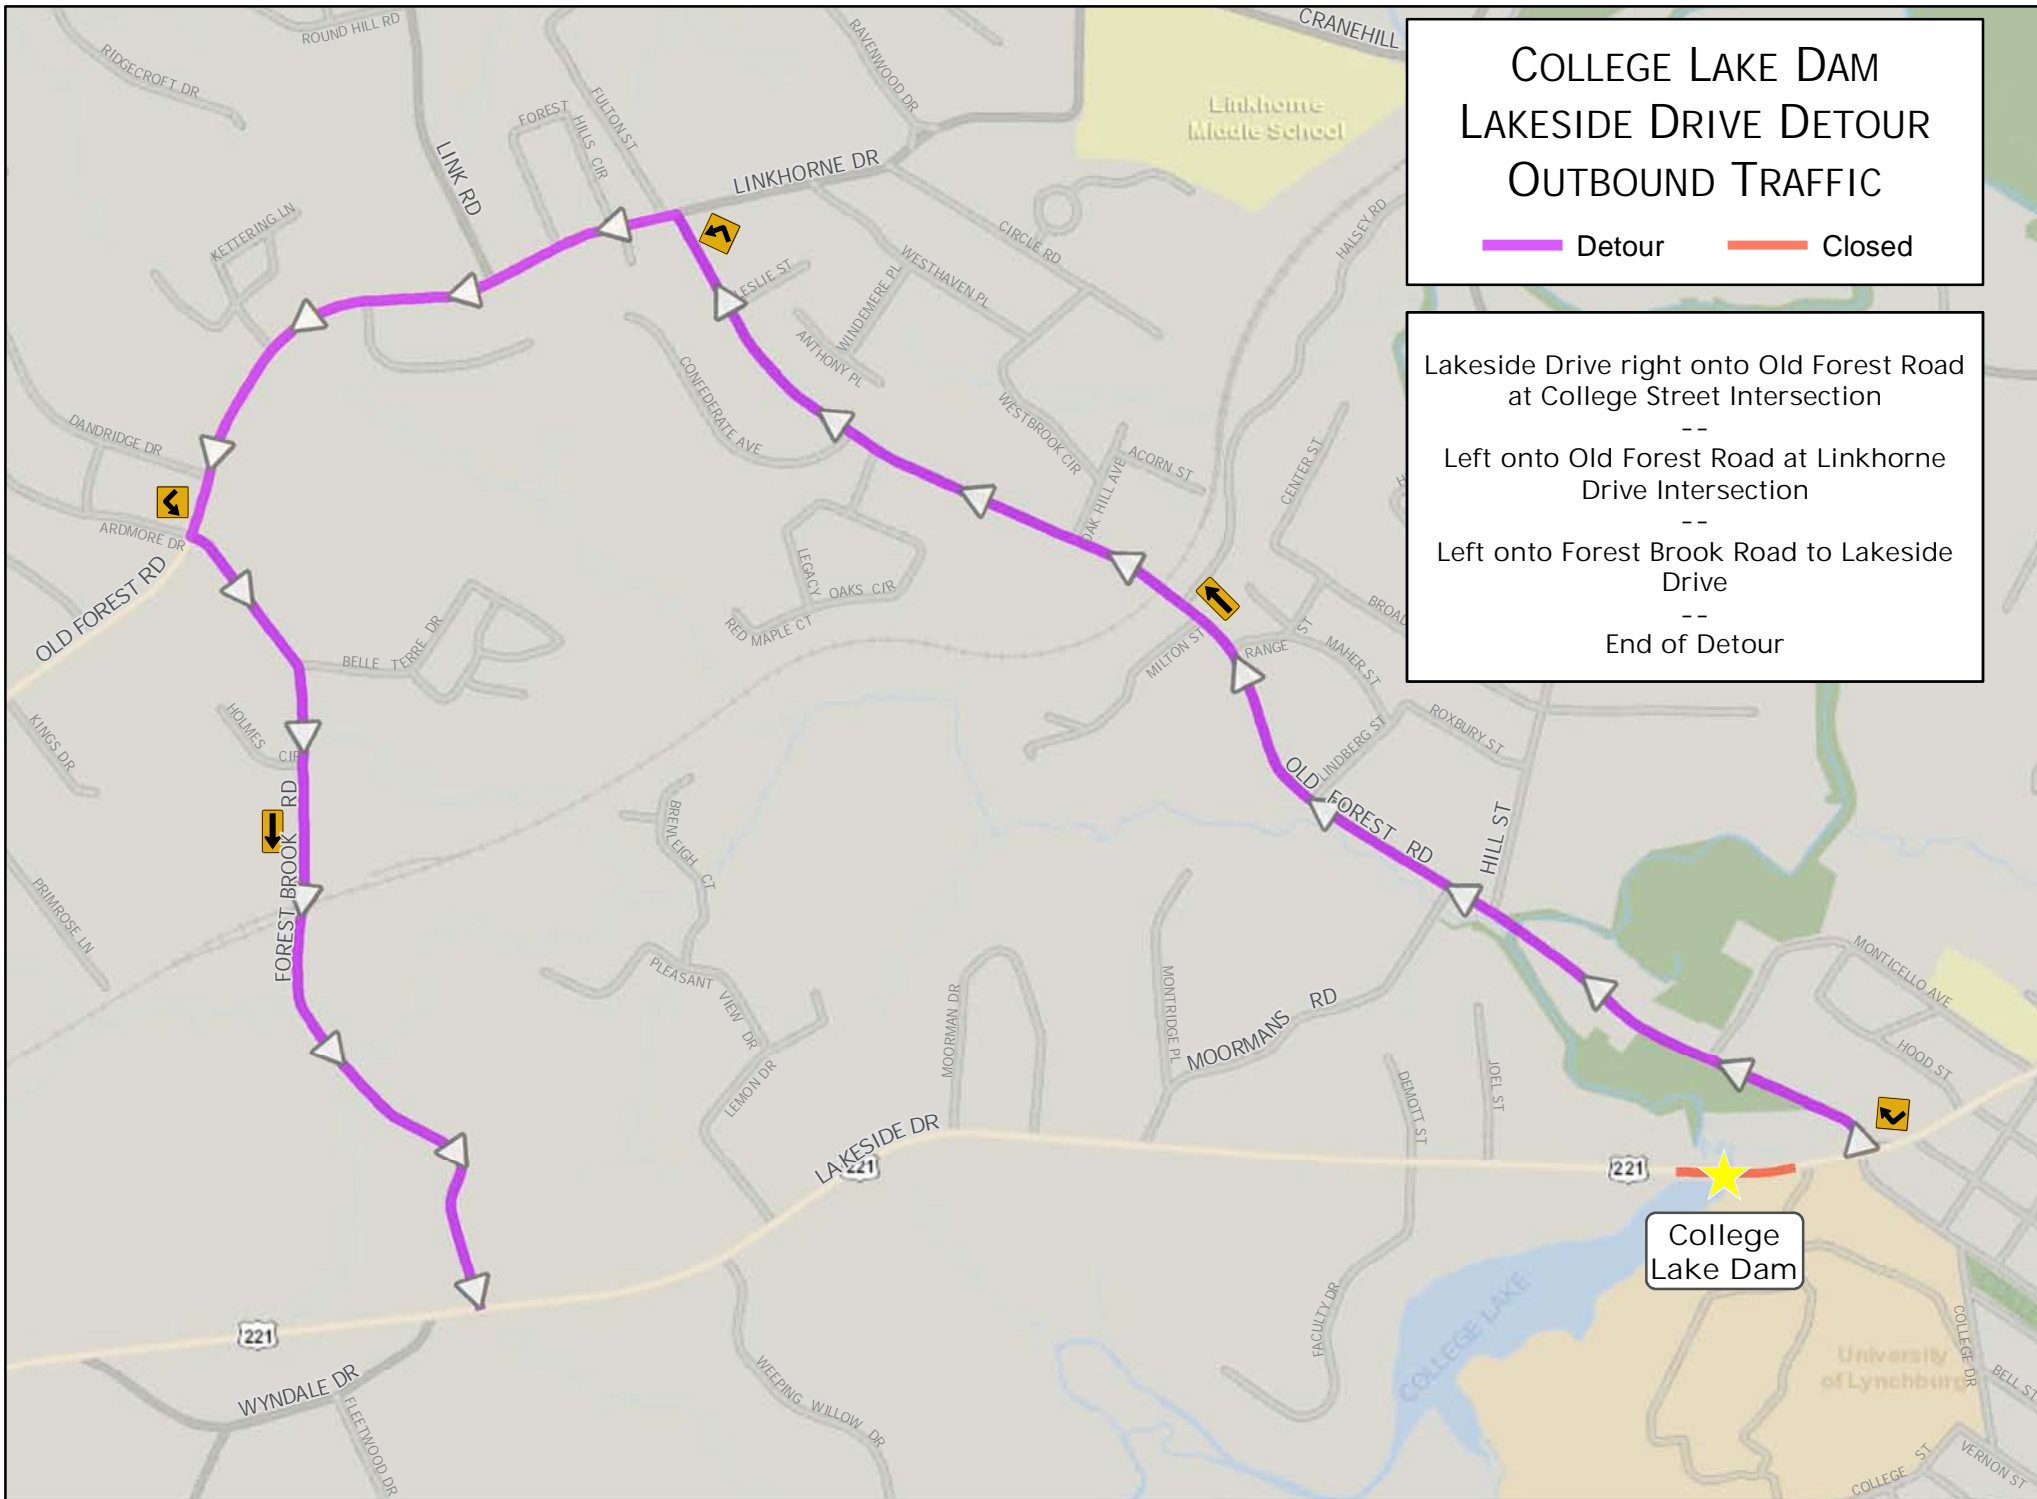 COLLEGE LAKE DAM
LAKESIDE DRIVE DETOUR
OUTBOUND TRAFFIC
Detour
Closed
Lakeside Drive right onto Old Forest Road
at College Street Intersection
--
Left onto Old Forest Road at Linkhorne
Drive Intersection
--
Left onto Forest Brook Road to Lakeside
Drive
--
End of Detour
CRANEHILL
ROUND HILL RD
RIDGECROFT DR
RAVENWOOD DR
Linkhorne
Middle School
FOREST
HILLS CIR
FULTON ST
LINK RD
LINKHORNE DR
KETTERING LN
CIRCLE RD
HALSEY RD
WESTHAVEN PL
WINDEMERE PL
LESLIE ST
ANTHONY PL
CONFEDERATE AVE
WESTBROOK CIR
DANDRIDGE DR
OAK HILL AVE
ACORN ST
CENTER ST
ARDMORE DR
OLD FOREST RD
LEGACY
OAKS CIR
RED MAPLE CT
BROAD
BELLE TERRE DR
MILTON ST
RANGE ST
MAHER ST
HOLMES
CIR
KINGS DR
LINDBERG ST
ROXBURY ST
OLD FOREST RD
HILL ST
FOREST BROOK RD
BRENLEIGH CT
PRIMROSE LN
PLEASANT
VIEW DR
LEMON DR
MOORMAN DR
MONTRIDGE PL
MOORMANS RD
MONTICELLO AVE
HOOD ST
DEMOTT ST
JOEL ST
LAKESIDE DR
221
221
College
Lake Dam
221
FACULTY DR
COLLEGE LAKE
COLLEGE DR
University
of Lynchburg
BELL ST
WYNDALE DR
FLEETWOOD DR
WEEPING WILLOW DR
COLLEGE ST
VERNON ST